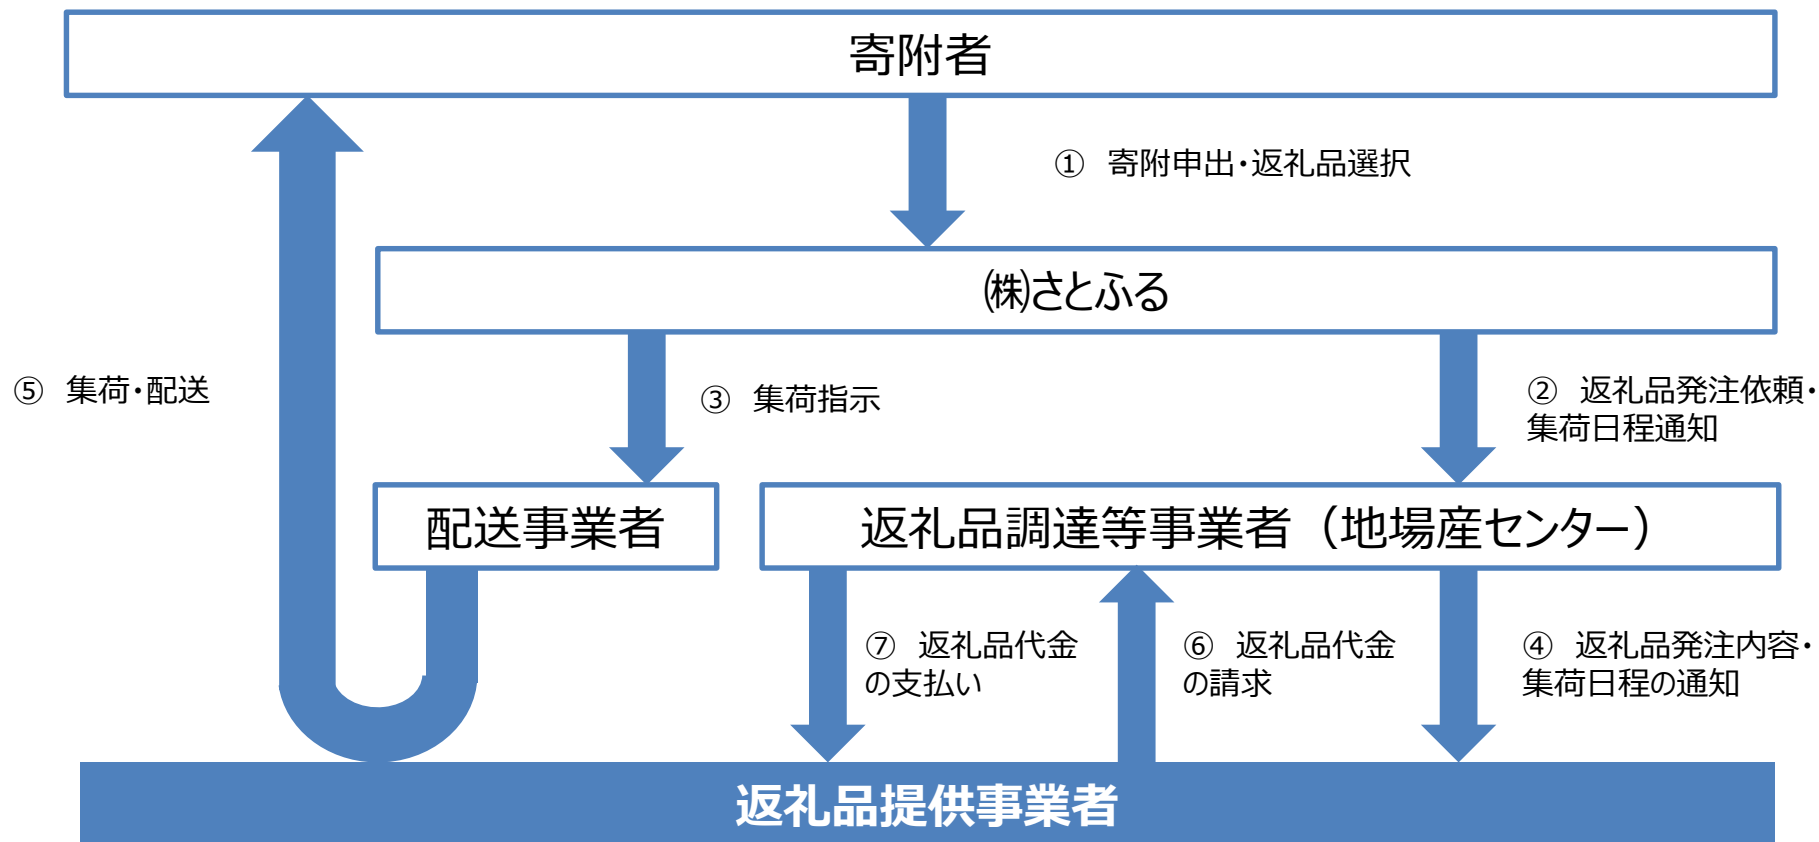 寄附者
① 寄附申出・返礼品選択
㈱さとふる
⑤ 集荷・配送
③ 集荷指示
② 返礼品発注依頼・
集荷日程通知
配送事業者
返礼品調達等事業者（地場産センター）
⑦ 返礼品代金
の支払い
⑥ 返礼品代金
の請求
④ 返礼品発注内容・
集荷日程の通知
返礼品提供事業者